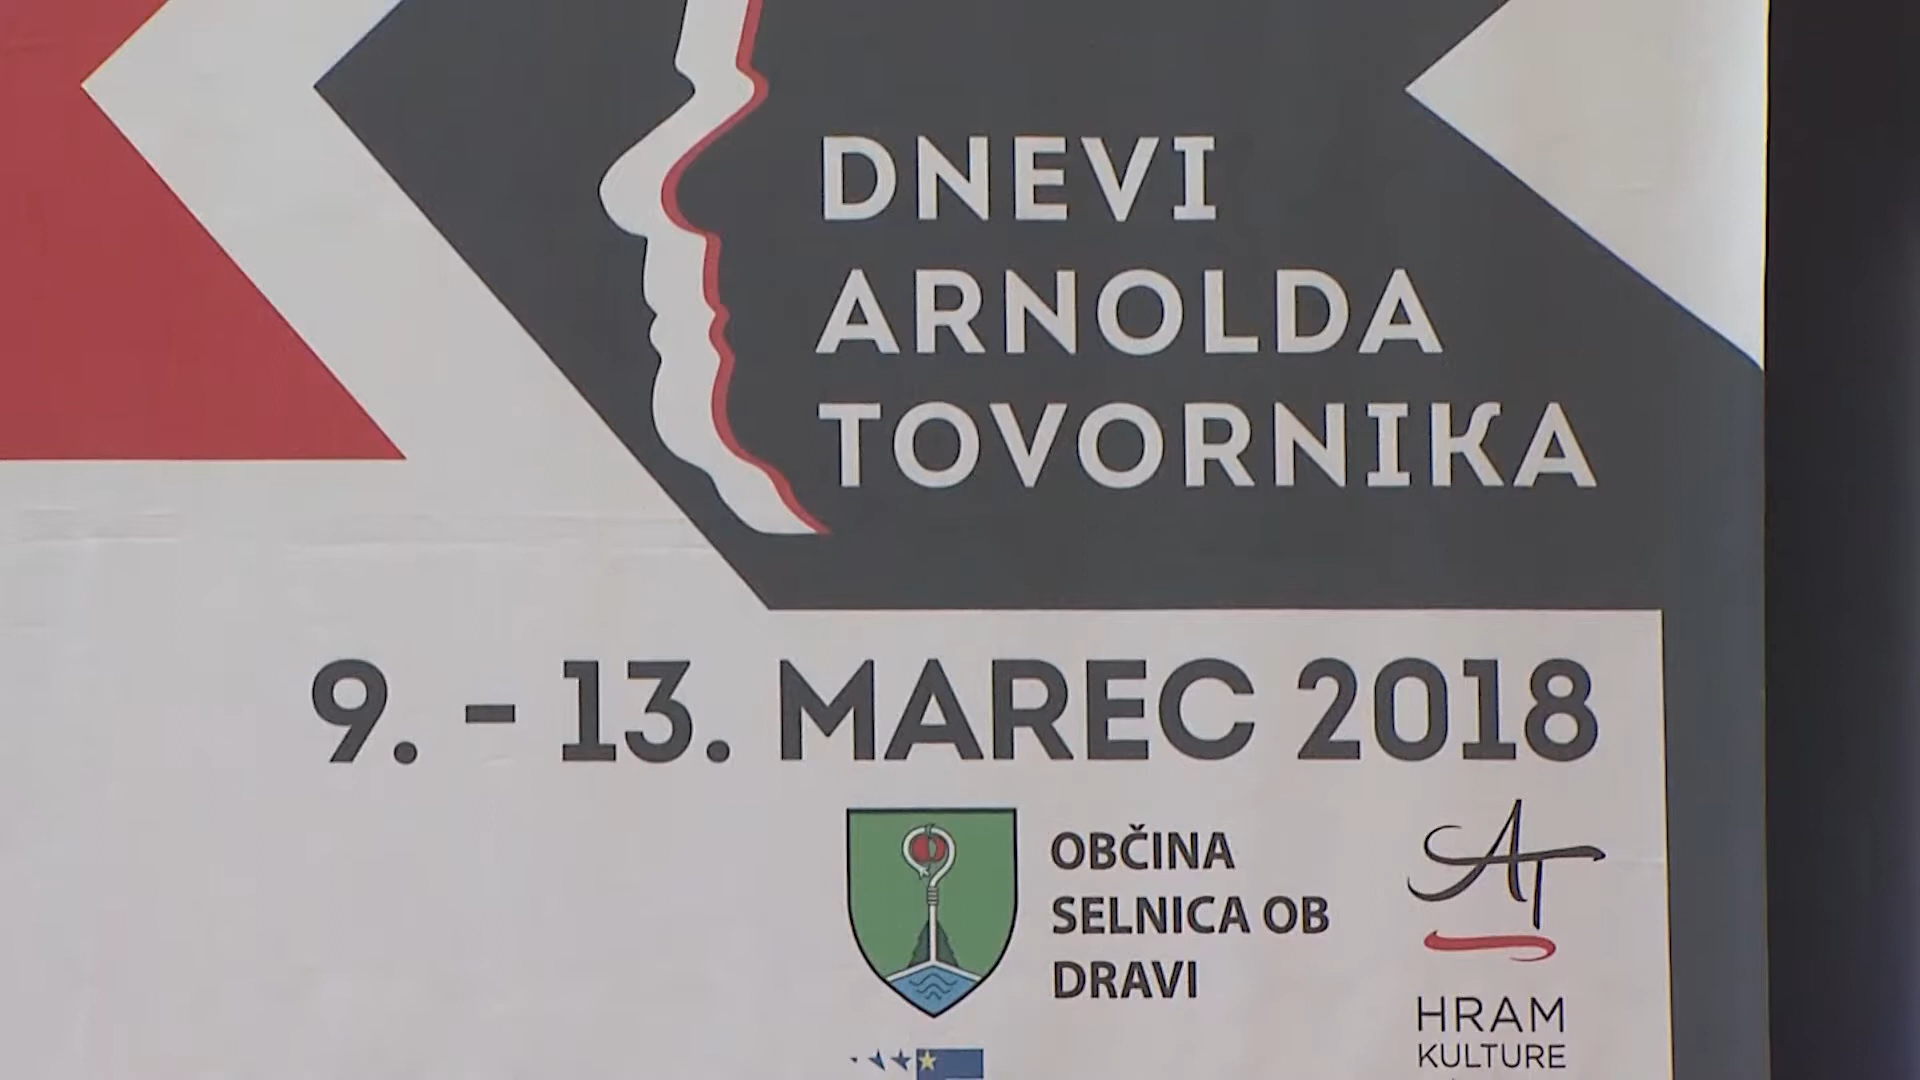 DNEVI
ARNOLDA
TOVORNIKA
9. - 13. MAREC 2018
OBČINA
SELNICA OB
DRAVI
AT
HRAM
KULTURE